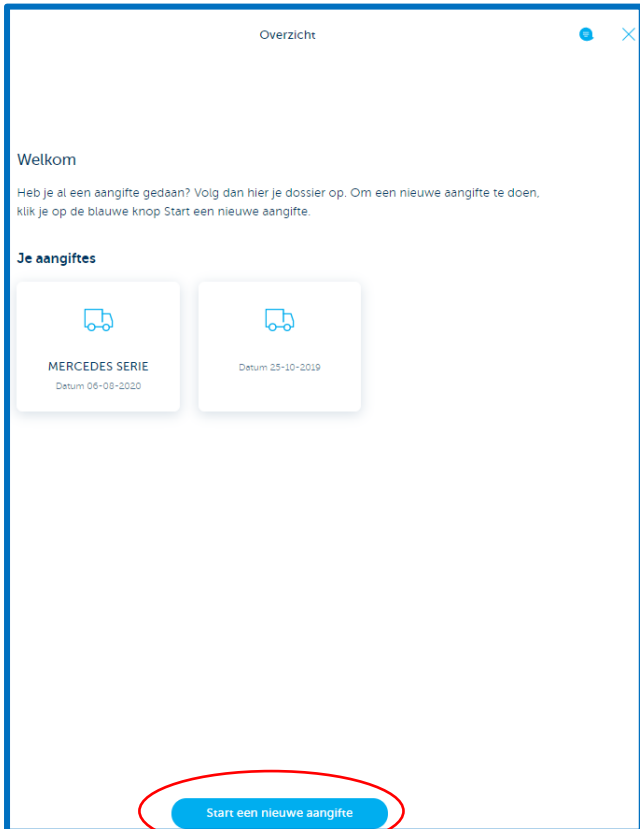 Overzicht
Welkom
Heb je al een aangifte gedaan? Volg dan hier je dossier op. Om een nieuwe aangifte te doen,
klik je op de blauwe knop Start een nieuwe aangifte.
Je aangiftes
MERCEDES SERIE
Datum 06-08-2020
Datum 25-10-2019
Start een nieuwe aangifte